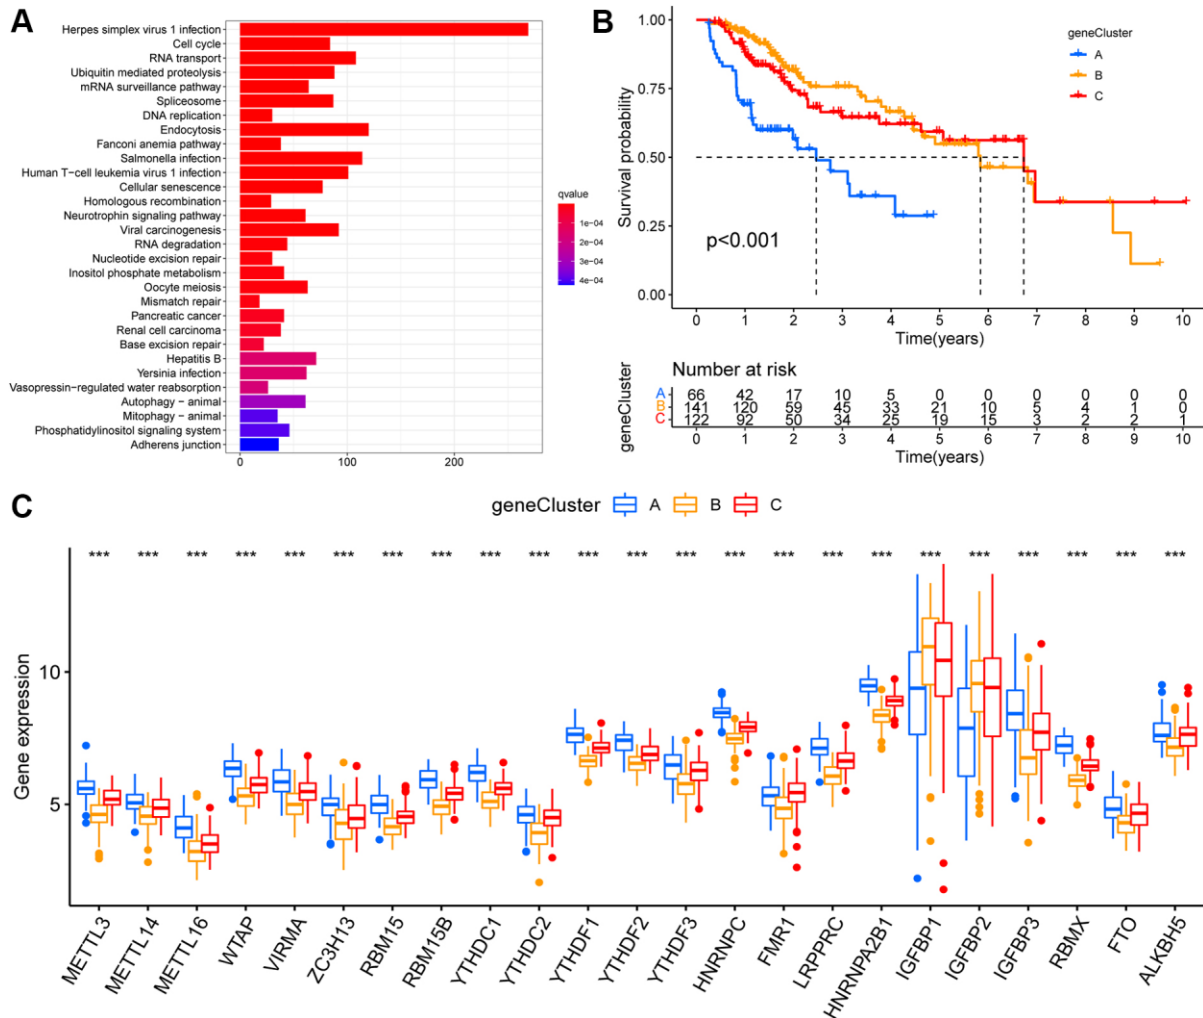 A
Herpes simplex virus 1 infection
Cell cycle
RNA transport
Ubiquitin mediated proteolysis
mRNA surveillance pathway
Spliceosome
DNA replication
Endocytosis
Fanconi anemia pathway
Salmonella infection
Human T−cell leukemia virus 1 infection
Cellular senescence
Homologous recombination
Neurotrophin signaling pathway
Viral carcinogenesis
RNA degradation
Nucleotide excision repair
Inositol phosphate metabolism
Oocyte meiosis
Mismatch repair
Pancreatic cancer
Renal cell carcinoma
Base excision repair
Hepatitis B
Yersinia infection
Vasopressin−regulated water reabsorption
Autophagy − animal
Mitophagy − animal
Phosphatidylinositol signaling system
Adherens junction
0 100 200
qvalue
1e−04
2e−04
3e−04
4e−04
B
geneCluster
A
B
C
Survival probability
1.00
0.75
0.50
0.25
0.00
p<0.001
0 1 2 3 4 5 6 7 8 9 10
Time(years)
Number at risk
geneCluster
A 66 42 17 10 5 0 0 0 0 0 0
B 141 120 59 45 33 21 10 5 4 1 0
C 122 92 50 34 25 19 15 3 2 2 1
0 1 2 3 4 5 6 7 8 9 10
Time(years)
C
geneCluster A B C
*** *** *** *** *** *** *** *** *** *** *** *** *** *** *** *** *** *** *** *** *** *** ***
Gene expression
10
5
METTL3
METTL14
METTL16
WTAP
VIRMA
ZC3H13
RBM15
RBM15B
YTHDC1
YTHDC2
YTHDF1
YTHDF2
YTHDF3
HNRNPC
FMR1
LRPPRC
HNRNPA2B1
IGFBP1
IGFBP2
IGFBP3
RBMX
FTO
ALKBH5